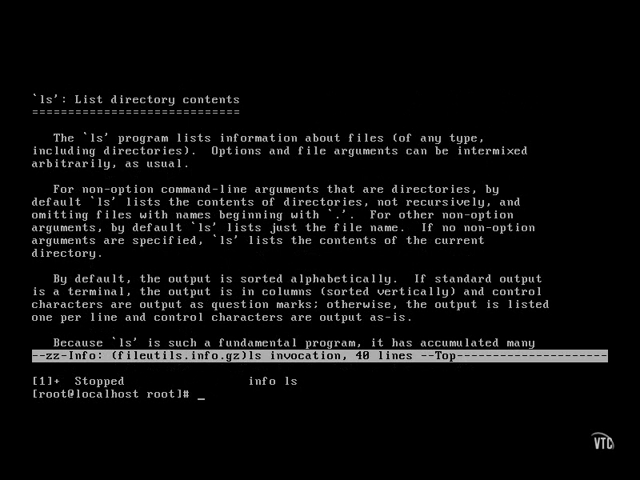 `ls': List directory contents
=============================
The `ls' program lists information about files (of any type,
including directories).  Options and file arguments can be intermixed
arbitrarily, as usual.
For non-option command-line arguments that are directories, by
default `ls' lists the contents of directories, not recursively, and
omitting files with names beginning with `.'.  For other non-option
arguments, by default `ls' lists just the file name.  If no non-option
arguments are specified, `ls' lists the contents of the current
directory.
By default, the output is sorted alphabetically.  If standard output
is a terminal, the output is in columns (sorted vertically) and control
characters are output as question marks; otherwise, the output is listed
one per line and control characters are output as-is.
Because `ls' is such a fundamental program, it has accumulated many
--zz-Info: (fileutils.info.gz)ls invocation, 40 lines --Top---------------------
[1]+  Stopped                 info ls
[root@localhost root]# _
VTC